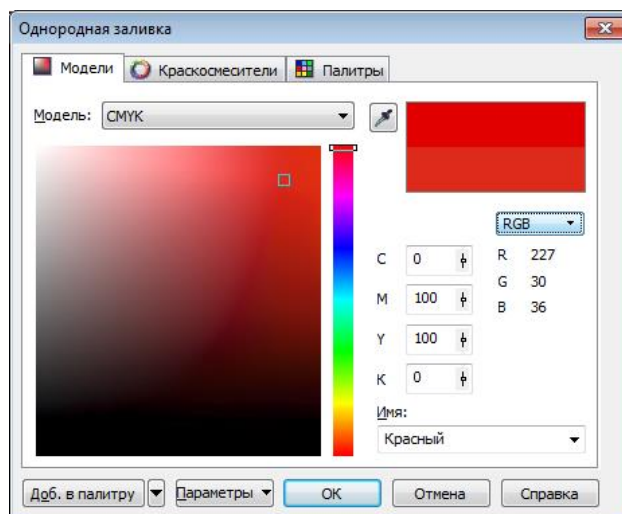 Однородная заливка
Модели Краскосмесители Палитры
Модель: CMYK
RGB
C 0 R 227
G 30
M 100 B 36
Y 100
K 0
Имя:
Красный
Доб. в палитру Параметры OK Отмена Справка